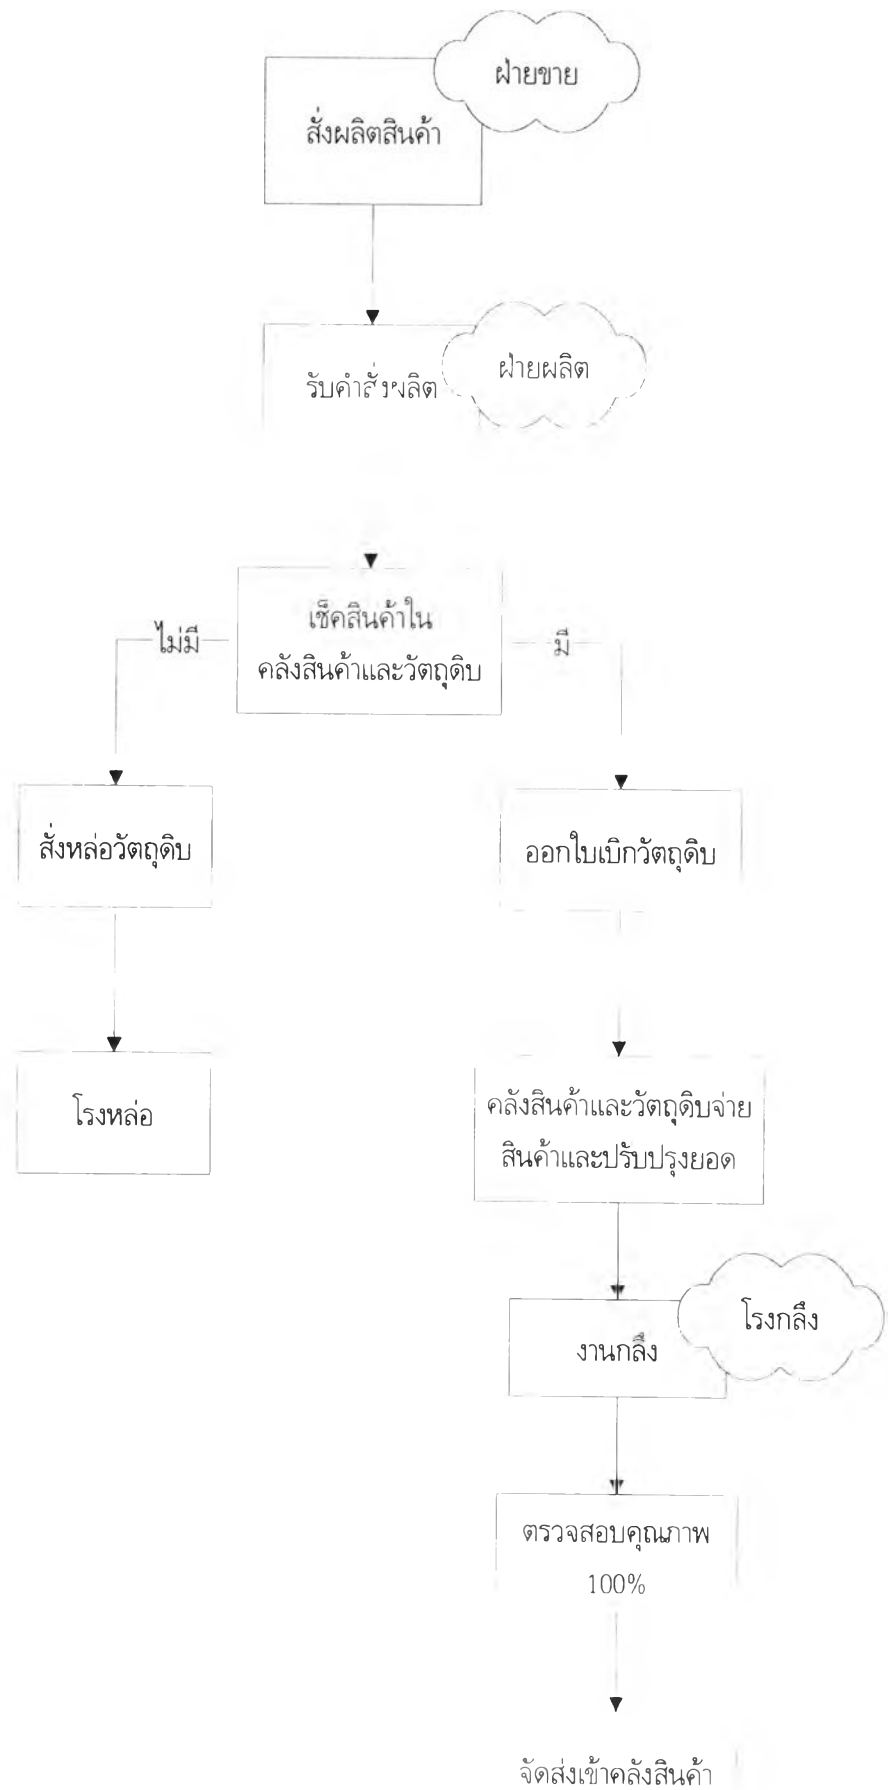 ฝ่ายขาย
สั่งผลิตสินค้า
ฝ่ายผลิต
รับคำสั่งผลิต
เช็คสินค้าใน
คลังสินค้าและวัตถุดิบ
ไม่มี
มี
สั่งหล่อวัตถุดิบ
ออกใบเบิกวัตถุดิบ
โรงหล่อ
คลังสินค้าและวัตถุดิบจ่าย
สินค้าและปรับปรุงยอด
โรงกลึง
งานกลึง
ตรวจสอบคุณภาพ
100%
จัดส่งเข้าคลังสินค้า